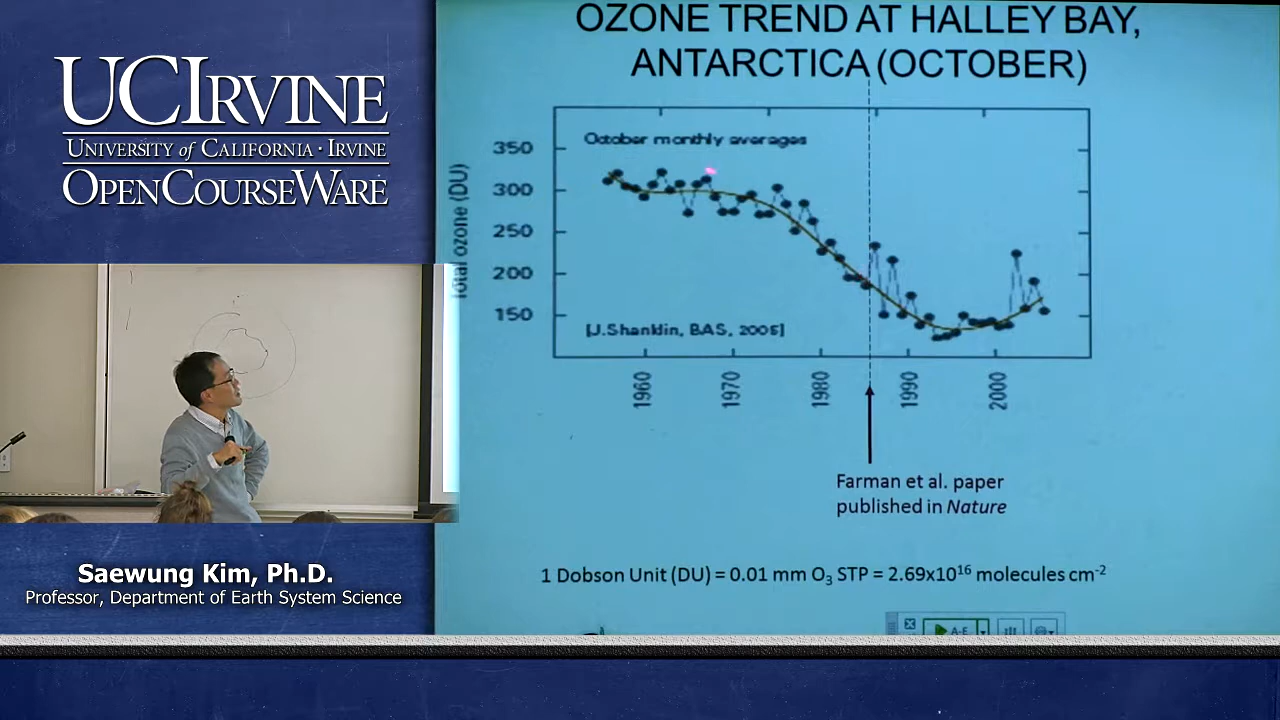 UCIRVINE
UNIVERSITY of CALIFORNIA · IRVINE
OPENCOURSEWARE
Saewung Kim, Ph.D.
Professor, Department of Earth System Science
OZONE TREND AT HALLEY BAY,
ANTARCTICA (OCTOBER)
October monthly averages
Total ozone (DU)
350
300
250
200
150
[J.Shanklin, BAS, 2005]
1960
1970
1980
1990
2000
Farman et al. paper
published in Nature
1 Dobson Unit (DU) = 0.01 mm O₃ STP = 2.69x10¹⁶ molecules cm⁻²
A-E